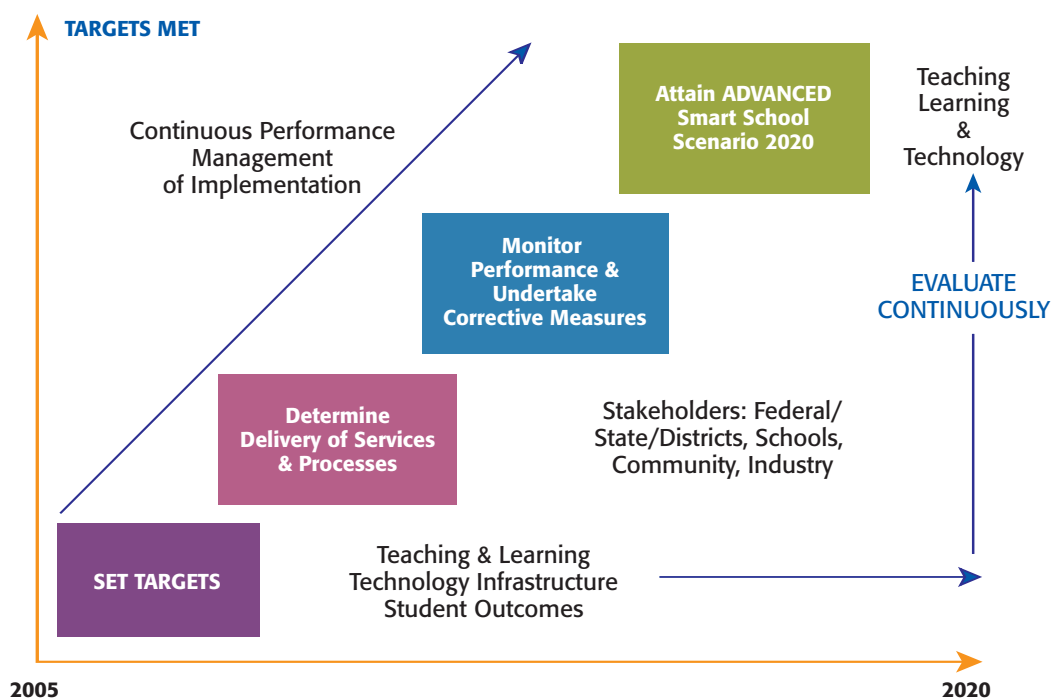 TARGETS MET
Continuous Performance
Management
of Implementation
Attain ADVANCED
Smart School
Scenario 2020
Teaching
Learning
&
Technology
Monitor
Performance &
Undertake
Corrective Measures
EVALUATE
CONTINUOUSLY
Determine
Delivery of Services
& Processes
Stakeholders: Federal/
State/Districts, Schools,
Community, Industry
SET TARGETS
Teaching & Learning
Technology Infrastructure
Student Outcomes
2005
2020